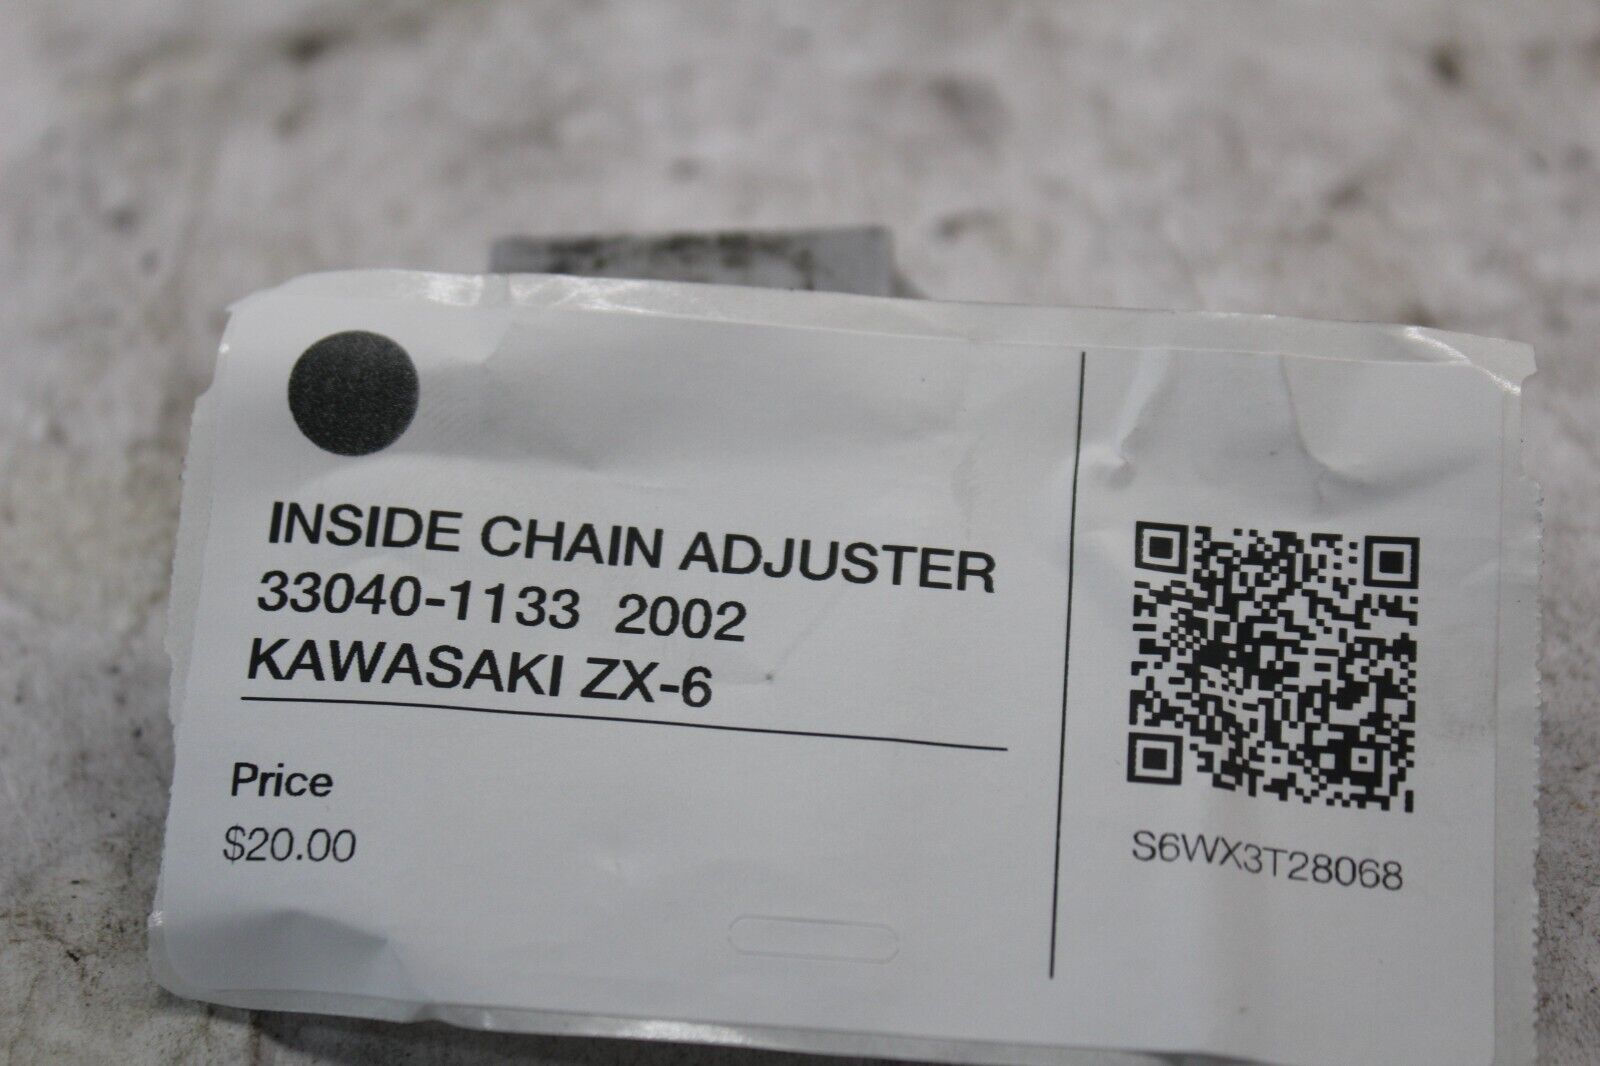 INSIDE CHAIN ADJUSTER
33040-1133 2002
KAWASAKI ZX-6
Price
$20.00
S6WX3T28068